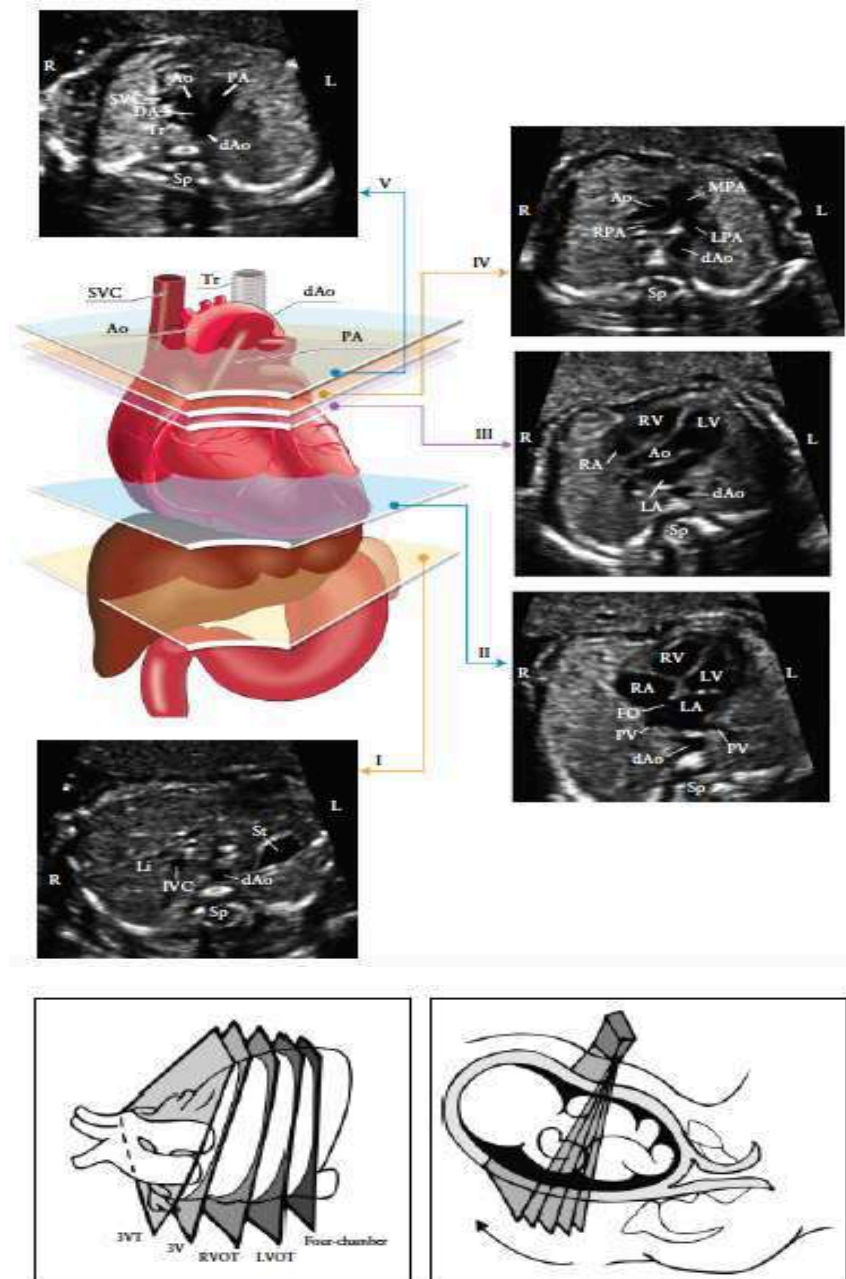 R
Ao
PA
L
SVC
DA
Tr
dAo
Sp
V
Ao
MPA
R
L
RPA
LPA
dAo
Sp
IV
Tr
SVC
dAo
Ao
PA
RV
LV
R
L
III
Ao
RA
dAo
LA
Sp
RV
R
LV
L
II
RA
LA
FO
PV
PV
dAo
Sp
I
L
St
Li
R
IVC
dAo
Sp
3VT
3V
RVOT
LVOT
Four-chamber